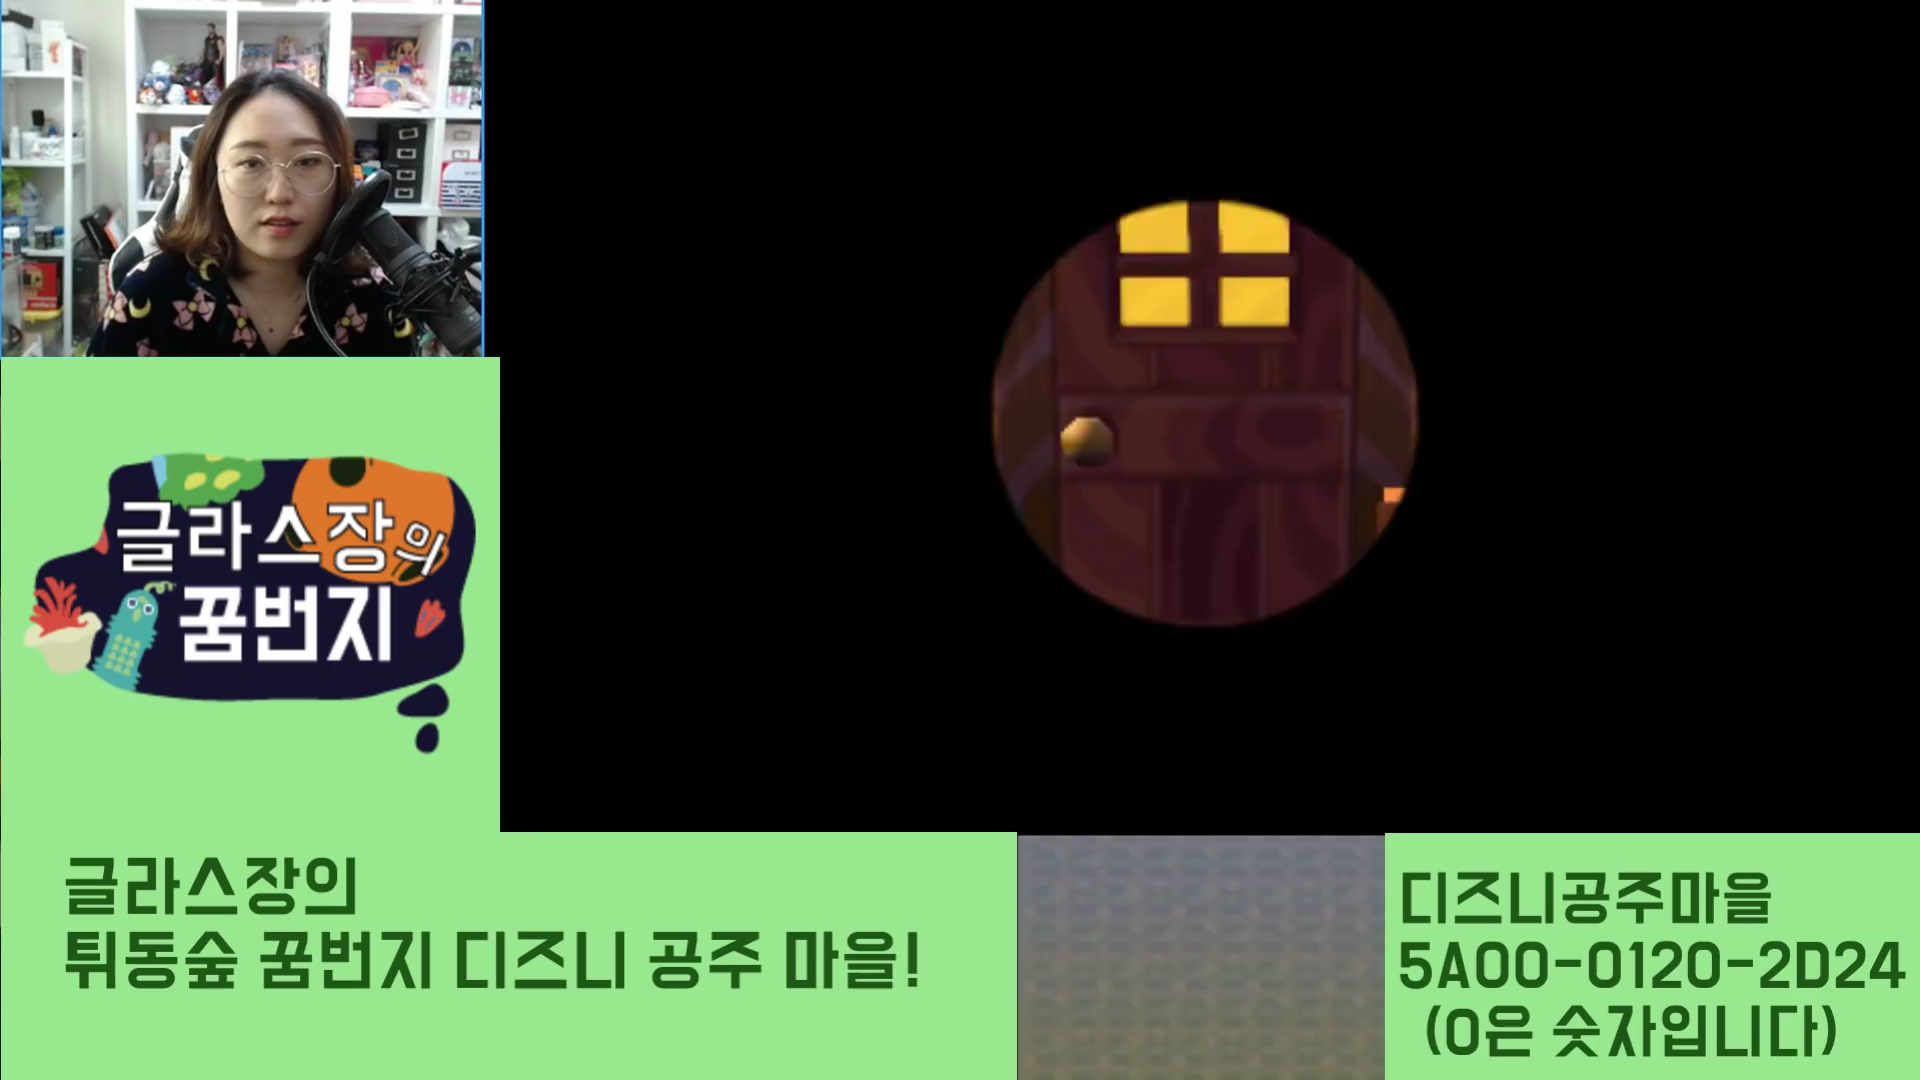 글라스장의
꿈번지
글라스장의
튀동숲 꿈번지 디즈니 공주 마을!
디즈니공주마을
5A00-0120-2D24
(0은 숫자입니다)